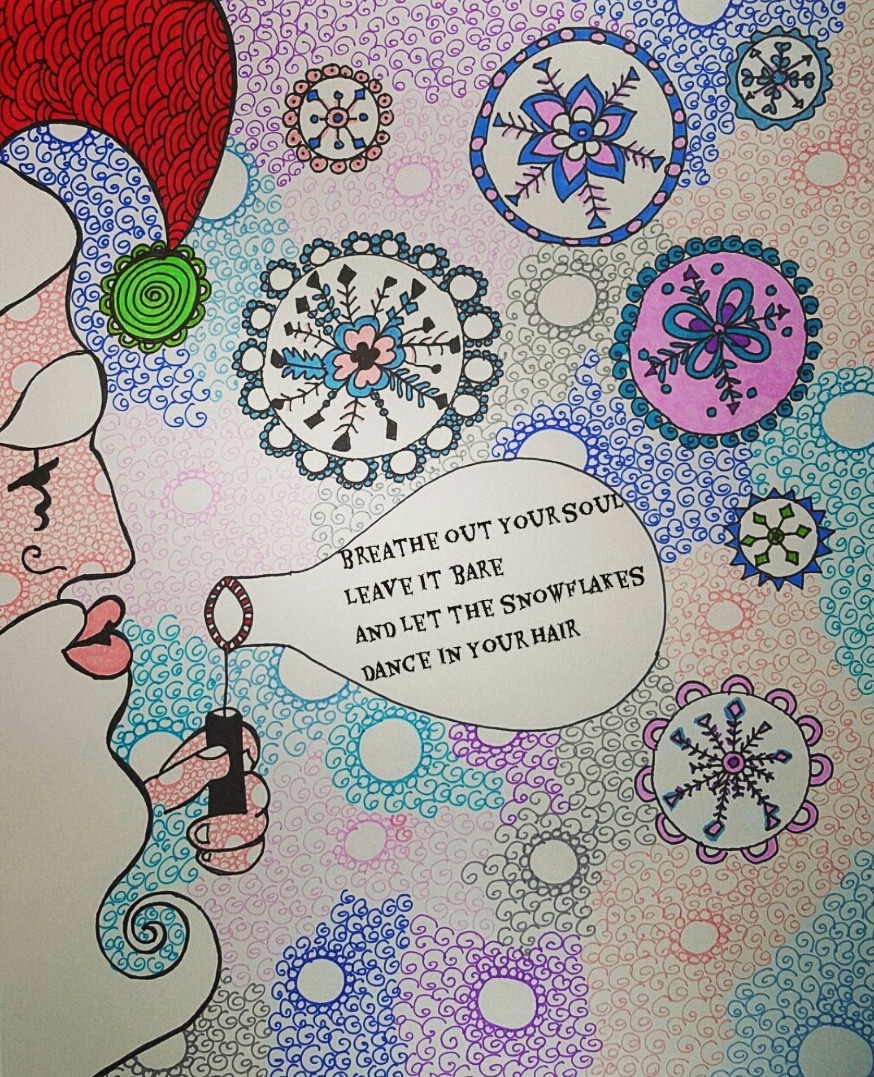 BREATHE OUT YOUR SOUL
LEAVE IT BARE
AND LET THE SNOWFLAKES
DANCE IN YOUR HAIR